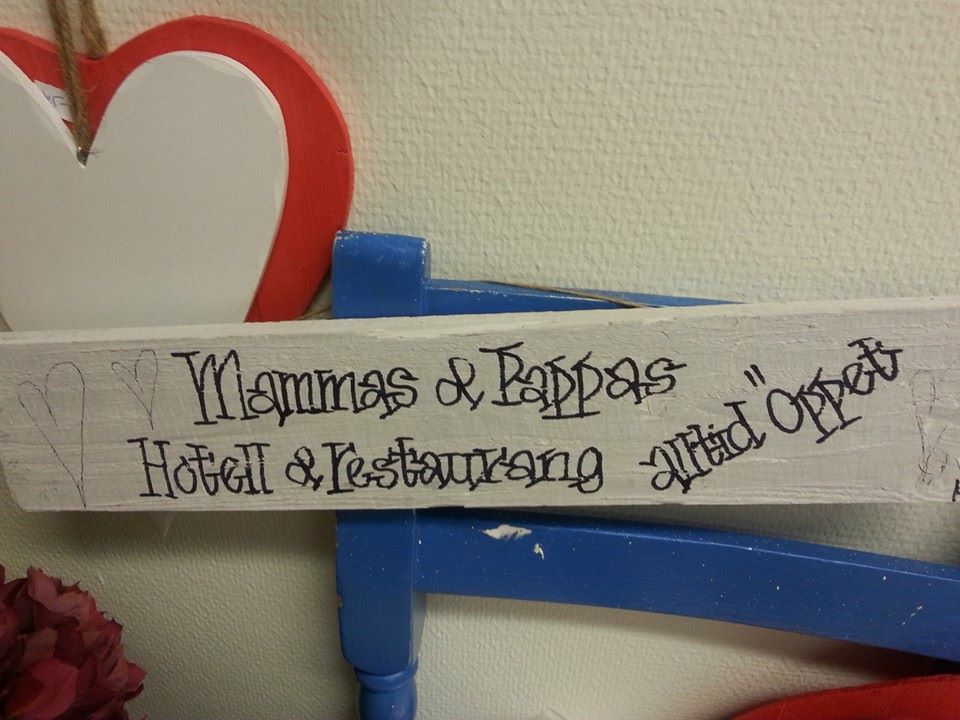 Mammas & Pappas
Hotell & restaurang
alltid Öppet